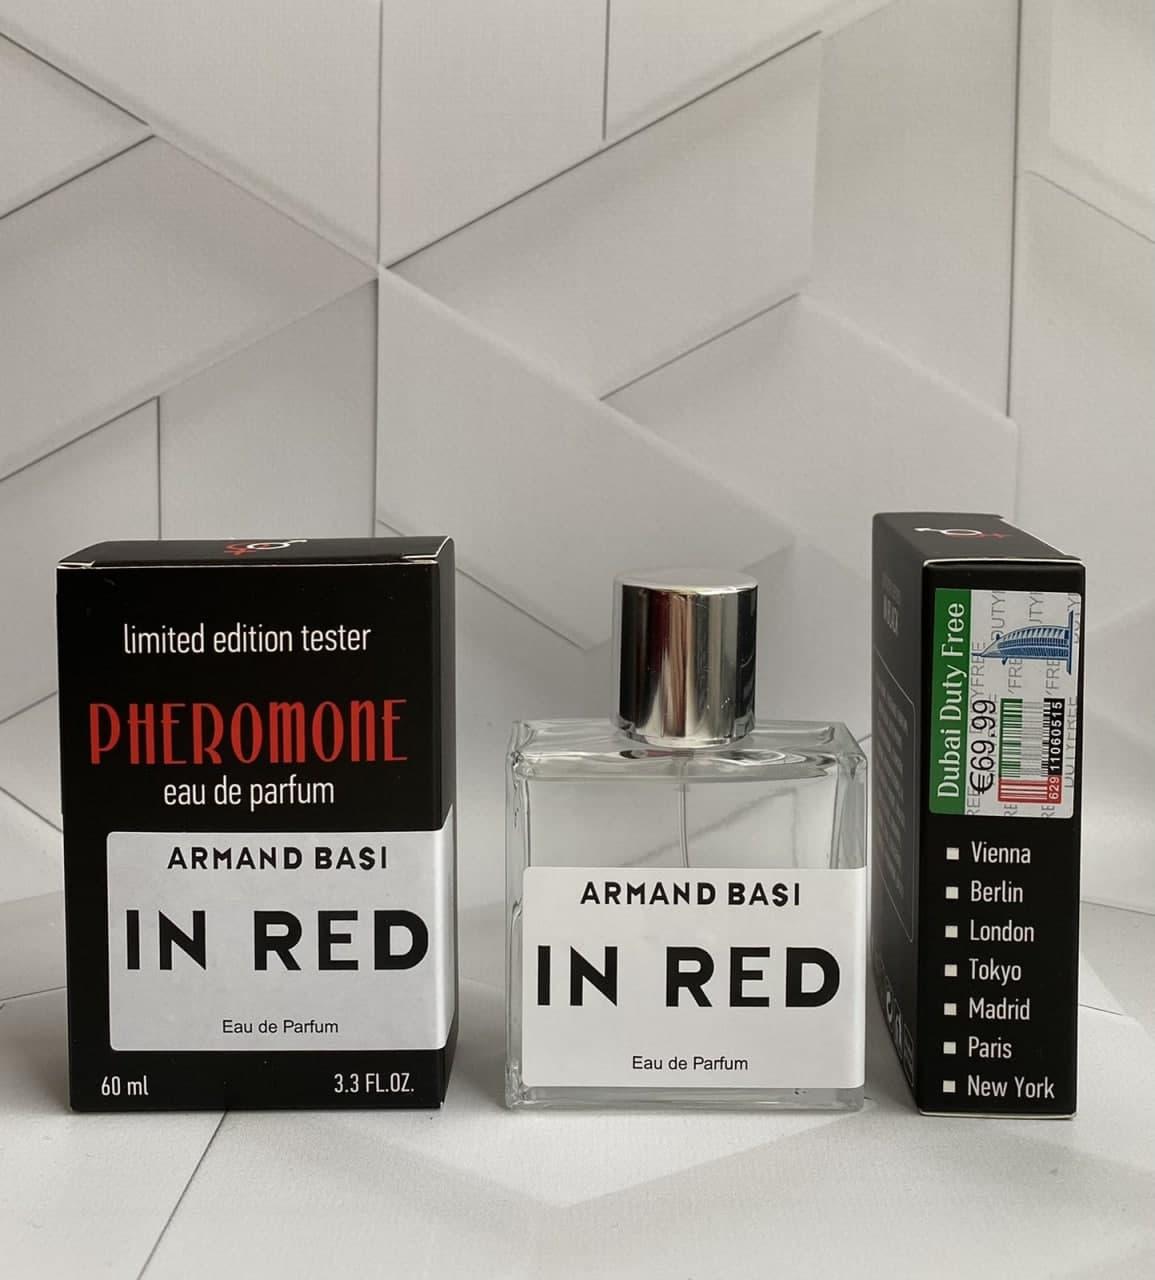 limited edition tester
PHEROMONE
eau de parfum
ARMAND BASI
IN RED
Eau de Parfum
60 ml
3.3 FL.OZ.
ARMAND BASI
IN RED
Eau de Parfum
Dubai Duty Free
€69.99
629 11060515
Vienna
Berlin
London
Tokyo
Madrid
Paris
New York